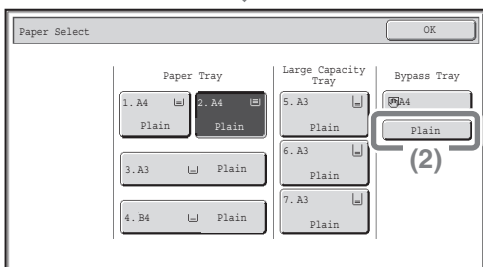 Paper Select
OK
Paper Tray
Large Capacity
Tray
Bypass Tray
1. A4
Plain
2. A4
Plain
3. A3 Plain
4. B4 Plain
5. A3
Plain
6. A3
Plain
7. A3
Plain
A4
Plain
(2)